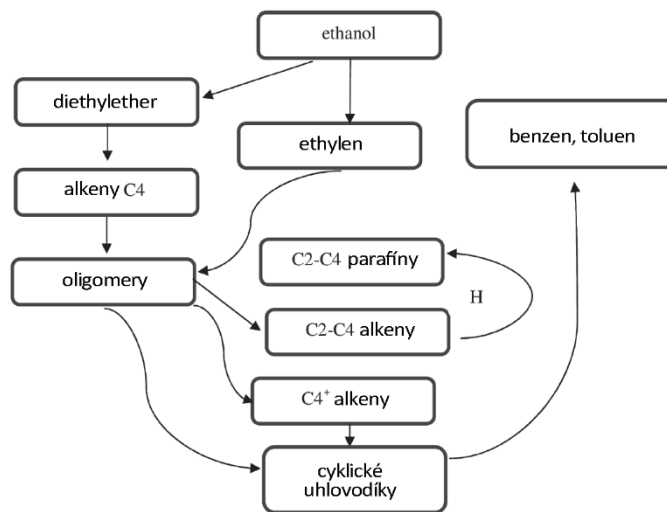 ethanol
diethylether
ethylen
benzen, toluen
alkeny C4
oligomery
C2-C4 parafíny
H
C2-C4 alkeny
C4⁺ alkeny
cyklické
uhlovodíky